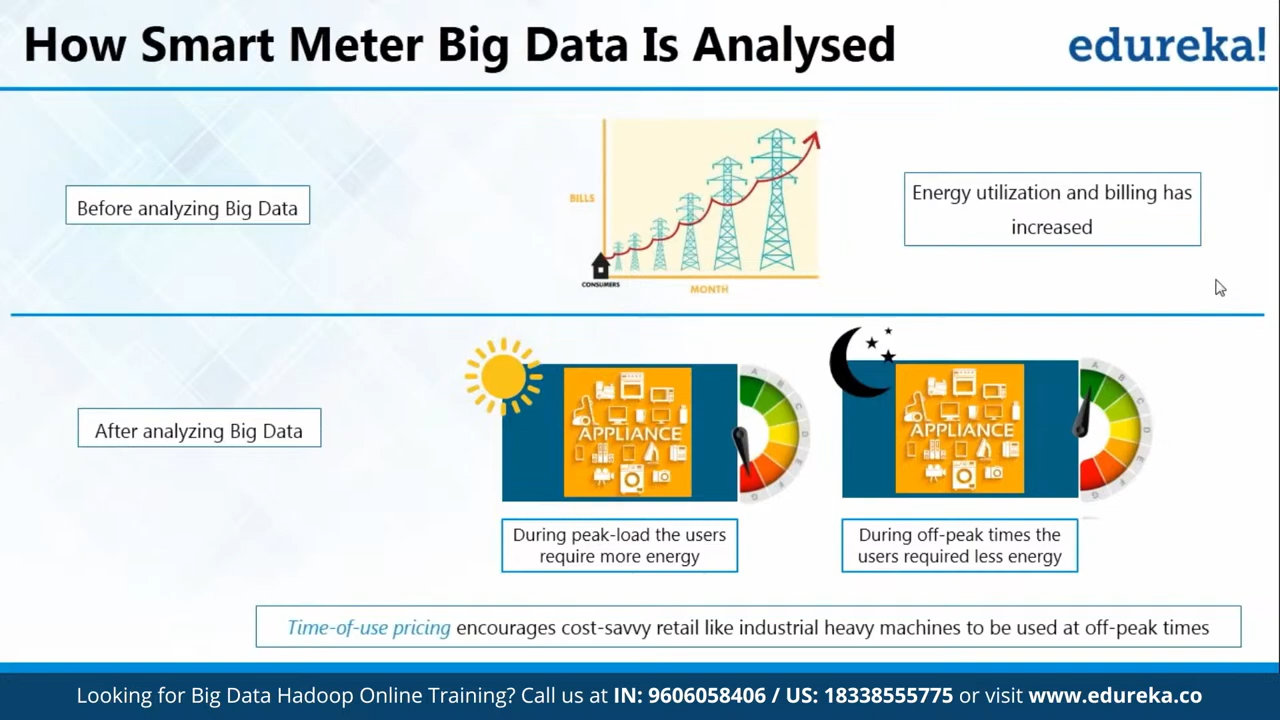 How Smart Meter Big Data Is Analysed
edureka!
Before analyzing Big Data
BILLS
CONSUMERS
MONTH
Energy utilization and billing has
increased
After analyzing Big Data
APPLIANCE
A
B
C
D
E
F
G
APPLIANCE
A
B
C
D
E
F
G
During peak-load the users
require more energy
During off-peak times the
users required less energy
Time-of-use pricing encourages cost-savvy retail like industrial heavy machines to be used at off-peak times
Looking for Big Data Hadoop Online Training? Call us at IN: 9606058406 / US: 18338555775 or visit www.edureka.co